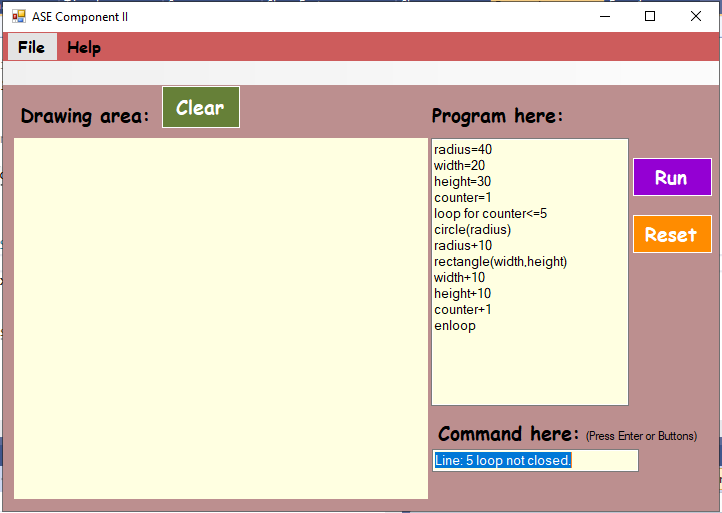 ASE Component II
File Help
Drawing area: Clear
Program here:
radius=40
width=20
height=30
counter=1
loop for counter<=5
circle(radius)
radius+10
rectangle(width,height)
width+10
height+10
counter+1
enloop
Run
Reset
Command here: (Press Enter or Buttons)
Line: 5 loop not closed.